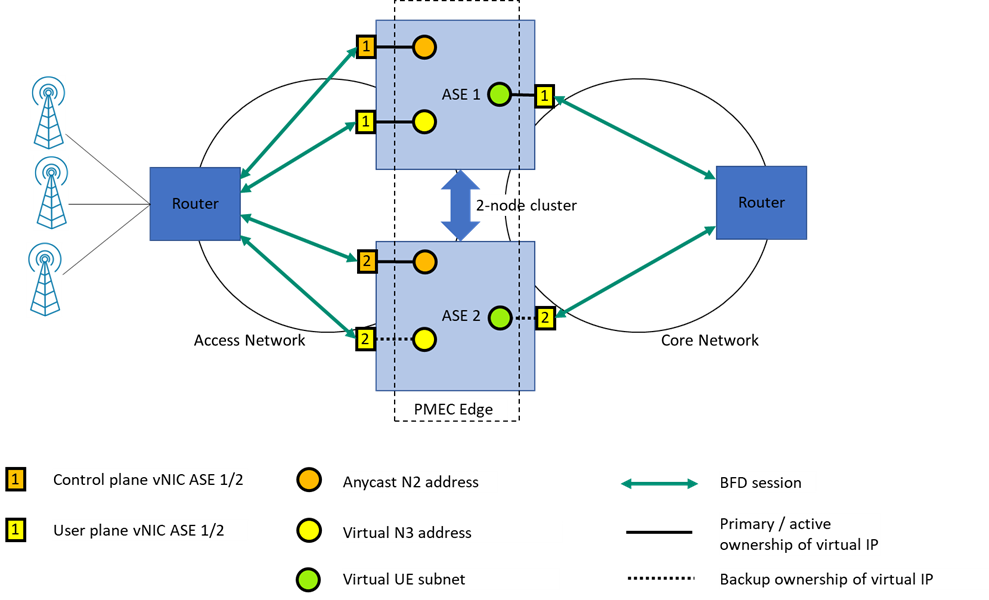 1
ASE 1
1
1
Router
2-node cluster
Router
2
ASE 2
2
2
Access Network
Core Network
PMEC Edge
1
Control plane vNIC ASE 1/2
Anycast N2 address
BFD session
1
User plane vNIC ASE 1/2
Virtual N3 address
Primary / active
ownership of virtual IP
Virtual UE subnet
Backup ownership of virtual IP